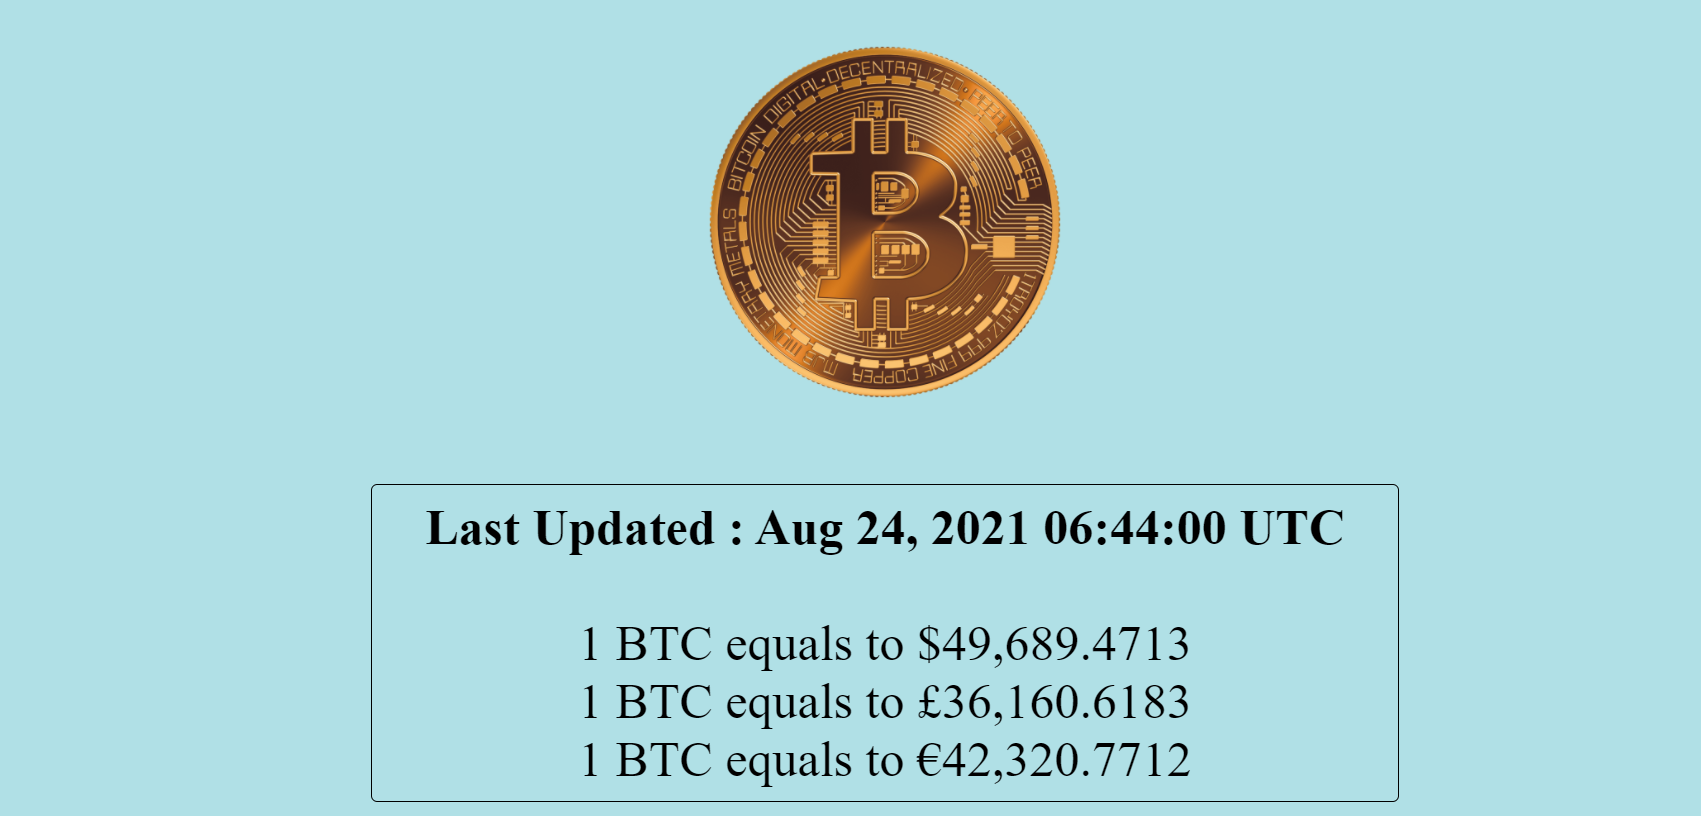 BITCOIN DIGITAL • DECENTRALIZED • TO PEER
999 FINE COPPER
METALS
Last Updated : Aug 24, 2021 06:44:00 UTC
1 BTC equals to $49,689.4713
1 BTC equals to £36,160.6183
1 BTC equals to €42,320.7712